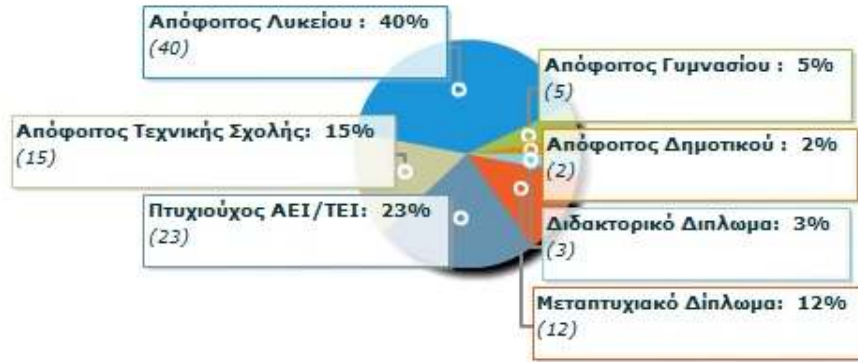 Απόφοιτος Λυκείου : 40%
(40)
Απόφοιτος Γυμνασίου : 5%
(5)
Απόφοιτος Τεχνικής Σχολής: 15%
(15)
Απόφοιτος Δημοτικού : 2%
(2)
Πτυχιούχος ΑΕΙ/ΤΕΙ: 23%
(23)
Διδακτορικό Διπλωμα: 3%
(3)
Μεταπτυχιακό Δίπλωμα: 12%
(12)